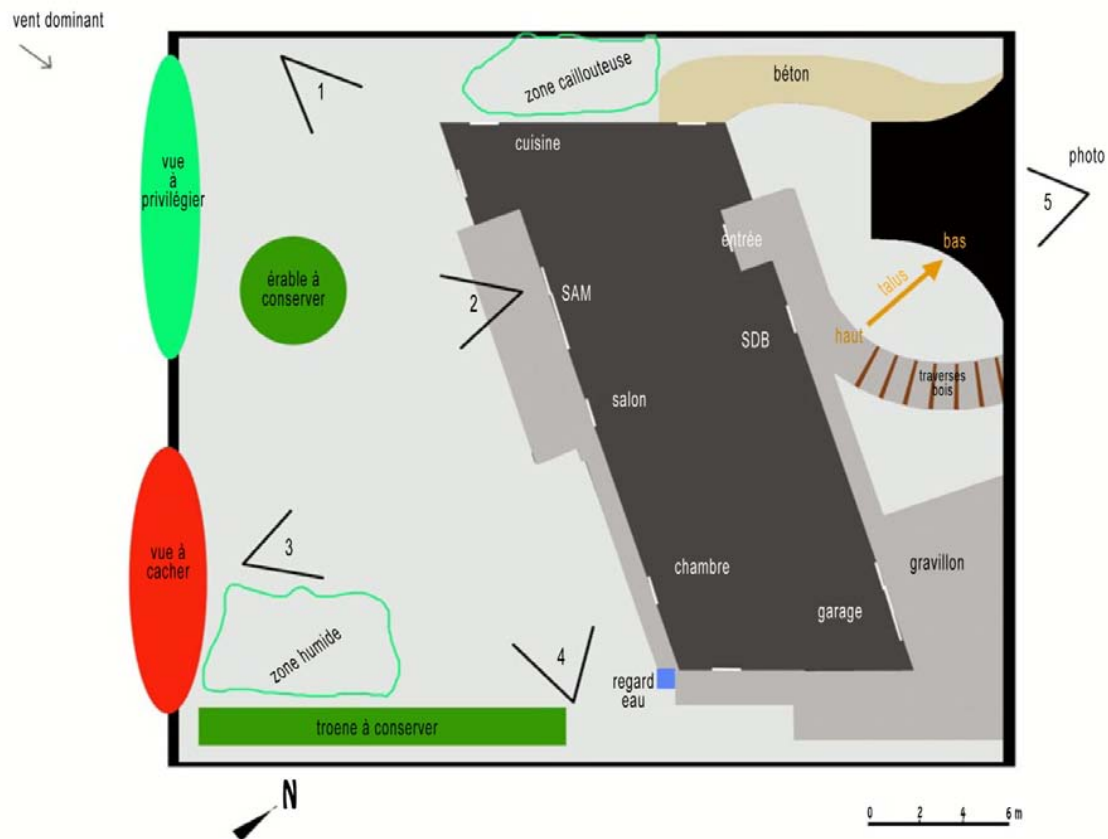 vent dominant
1
zone caillouteuse
béton
cuisine
photo
5
vue
à
privilégier
entrée
bas
talus
haut
érable à
conserver
2
SAM
SDB
traverses
bois
salon
3
vue à
cacher
chambre
gravillon
garage
zone humide
4
regard
eau
troene à conserver
N
0 2 4 6 m